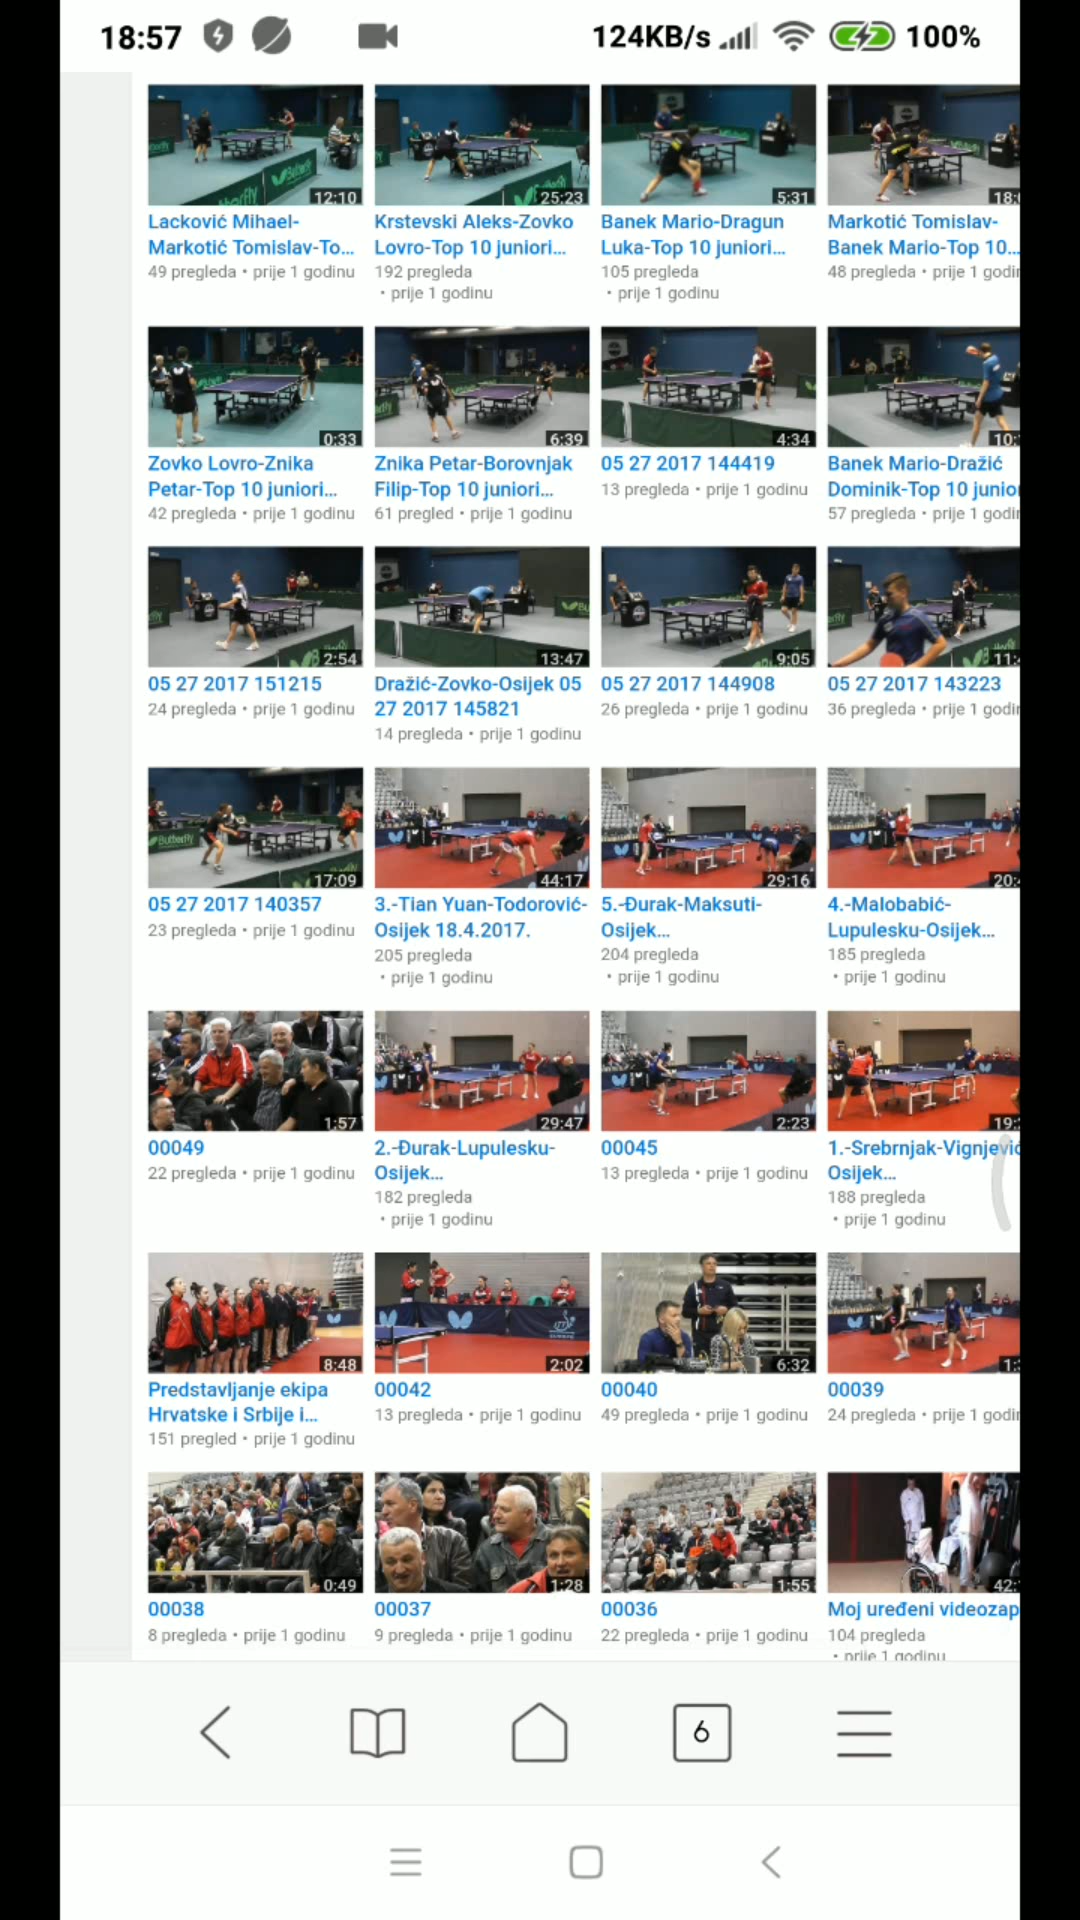 18:57
124KB/s
100%
12:10
25:23
5:31
Lacković Mihael-
Markotić Tomislav-To...
49 pregleda • prije 1 godinu
Krstevski Aleks-Zovko
Lovro-Top 10 juniori...
192 pregleda
• prije 1 godinu
Banek Mario-Dragun
Luka-Top 10 juniori...
105 pregleda
• prije 1 godinu
Markotić Tomislav-
Banek Mario-Top 10...
48 pregleda • prije 1 godi
0:33
6:39
4:34
Zovko Lovro-Znika
Petar-Top 10 juniori...
42 pregleda • prije 1 godinu
Znika Petar-Borovnjak
Filip-Top 10 juniori...
61 pregled • prije 1 godinu
05 27 2017 144419
13 pregleda • prije 1 godinu
Banek Mario-Dražić
Dominik-Top 10 junio
57 pregleda • prije 1 godi
2:54
13:47
9:05
05 27 2017 151215
24 pregleda • prije 1 godinu
Dražić-Zovko-Osijek 05
27 2017 145821
14 pregleda • prije 1 godinu
05 27 2017 144908
26 pregleda • prije 1 godinu
05 27 2017 143223
36 pregleda • prije 1 godi
Butterfly
17:09
44:17
29:16
05 27 2017 140357
23 pregleda • prije 1 godinu
3.-Tian Yuan-Todorović-
Osijek 18.4.2017.
205 pregleda
• prije 1 godinu
5.-Đurak-Maksuti-
Osijek...
204 pregleda
• prije 1 godinu
4.-Malobabić-
Lupulesku-Osijek...
185 pregleda
• prije 1 godinu
1:57
29:47
2:23
00049
22 pregleda • prije 1 godinu
2.-Đurak-Lupulesku-
Osijek...
182 pregleda
• prije 1 godinu
00045
13 pregleda • prije 1 godinu
1.-Srebrnjak-Vignjević
Osijek...
188 pregleda
• prije 1 godinu
8:48
2:02
6:32
Predstavljanje ekipa
Hrvatske i Srbije i...
151 pregled • prije 1 godinu
00042
13 pregleda • prije 1 godinu
00040
49 pregleda • prije 1 godinu
00039
24 pregleda • prije 1 godi
0:49
1:28
1:55
42:
00038
8 pregleda • prije 1 godinu
00037
9 pregleda • prije 1 godinu
00036
22 pregleda • prije 1 godinu
Moj uređeni videozap
104 pregleda
• prije 1 godinu
6